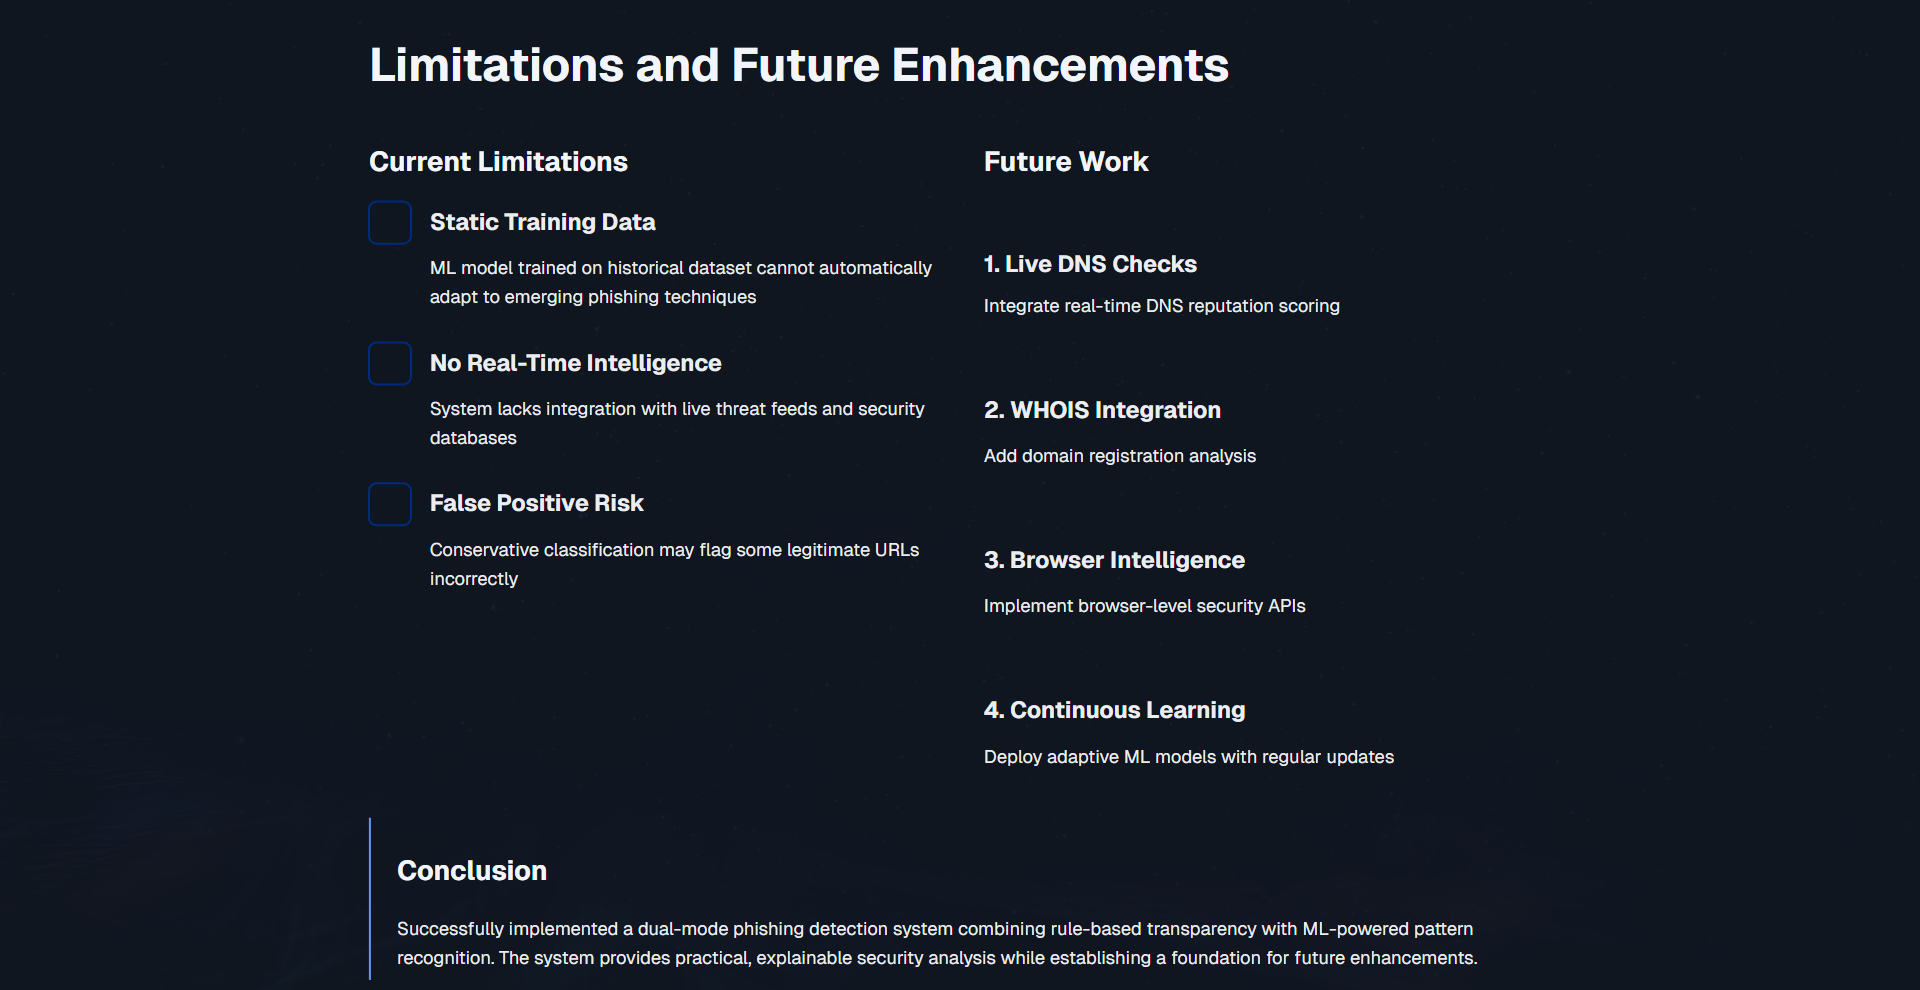 Limitations and Future Enhancements
Current Limitations
Static Training Data
ML model trained on historical dataset cannot automatically
adapt to emerging phishing techniques
No Real-Time Intelligence
System lacks integration with live threat feeds and security
databases
False Positive Risk
Conservative classification may flag some legitimate URLs
incorrectly
Future Work
1. Live DNS Checks
Integrate real-time DNS reputation scoring
2. WHOIS Integration
Add domain registration analysis
3. Browser Intelligence
Implement browser-level security APIs
4. Continuous Learning
Deploy adaptive ML models with regular updates
Conclusion
Successfully implemented a dual-mode phishing detection system combining rule-based transparency with ML-powered pattern
recognition. The system provides practical, explainable security analysis while establishing a foundation for future enhancements.